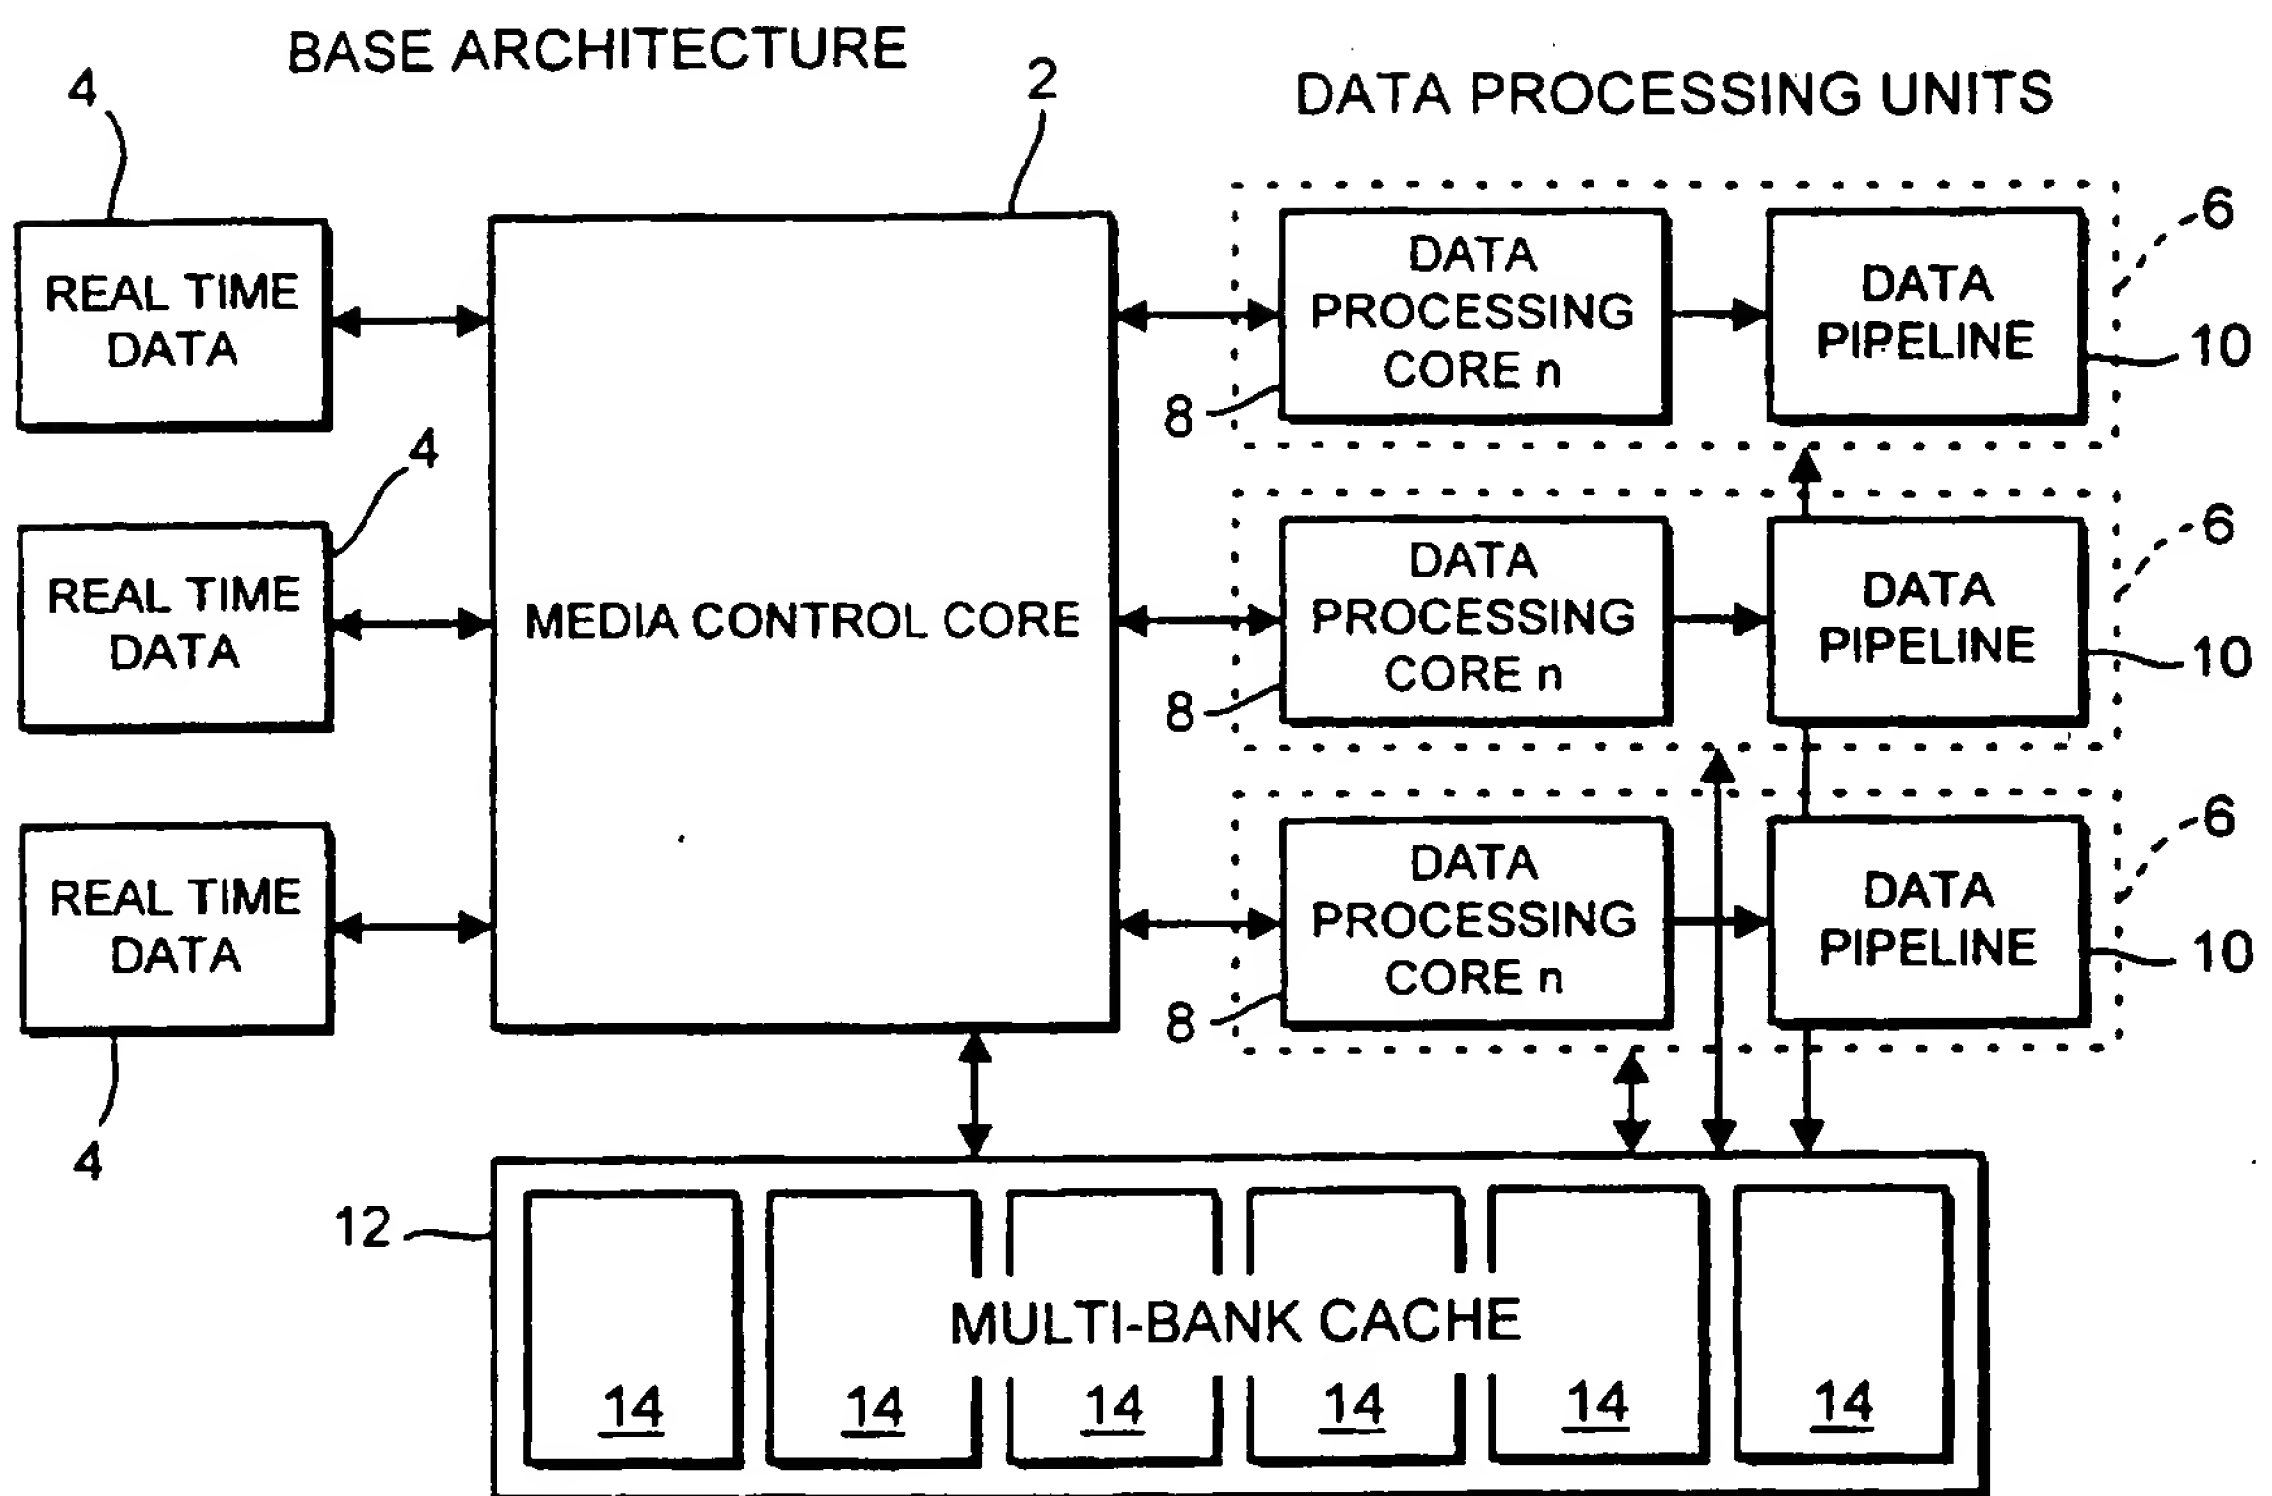 BASE ARCHITECTURE
DATA PROCESSING UNITS
4
2
REAL TIME
DATA
4
REAL TIME
DATA
REAL TIME
DATA
4
MEDIA CONTROL CORE
DATA
PROCESSING
CORE n
8
DATA
PIPELINE
6
10
DATA
PROCESSING
CORE n
8
DATA
PIPELINE
6
10
DATA
PROCESSING
CORE n
8
DATA
PIPELINE
6
10
12
MULTI-BANK CACHE
14 14 14 14 14 14